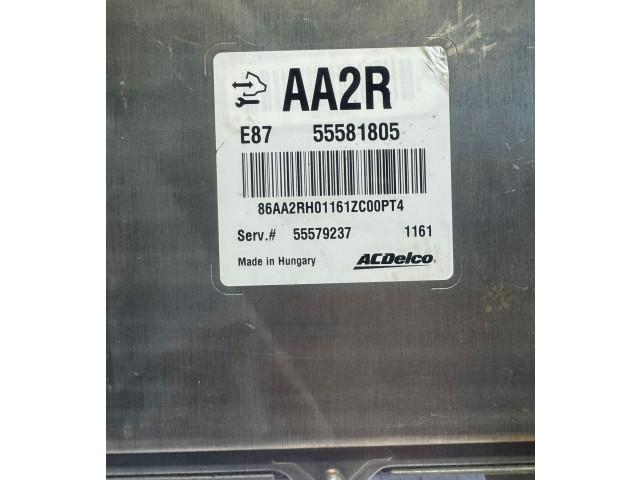 AA2R
E87 55581805
86AA2RH01161ZC00PT4
Serv.# 55579237 1161
Made in Hungary ACDelco